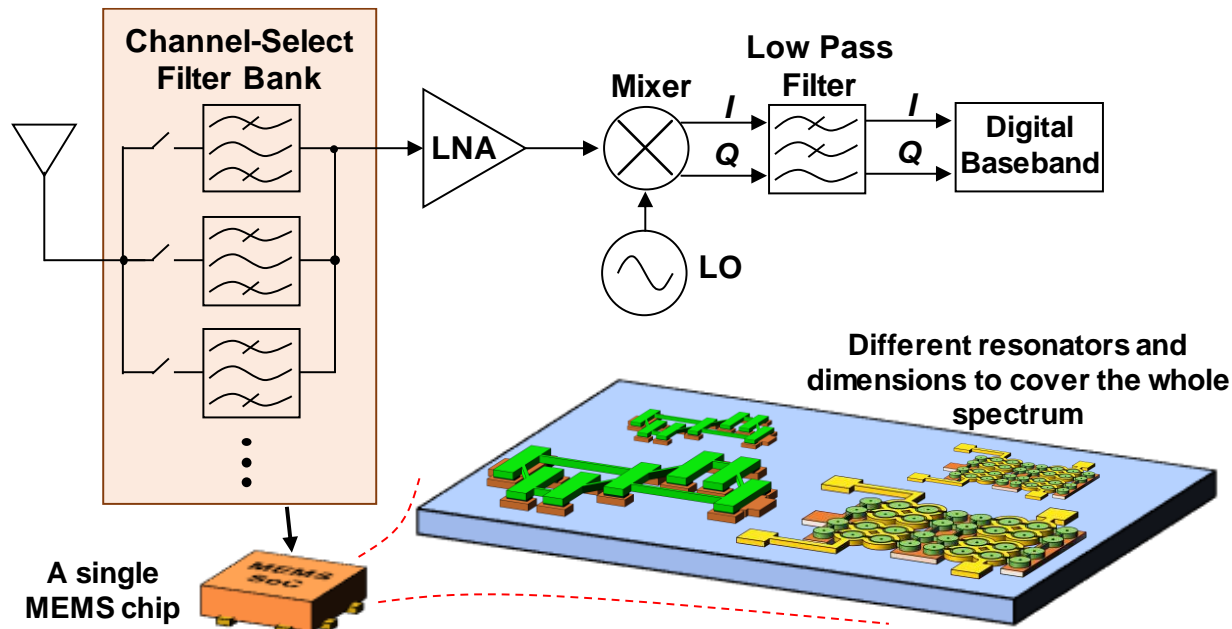 Channel-Select
Filter Bank
Low Pass
Filter
Mixer
I
I
LNA
Q
Q
Digital
Baseband
LO
Different resonators and
dimensions to cover the whole
spectrum
A single
MEMS chip
MEMS
SoC